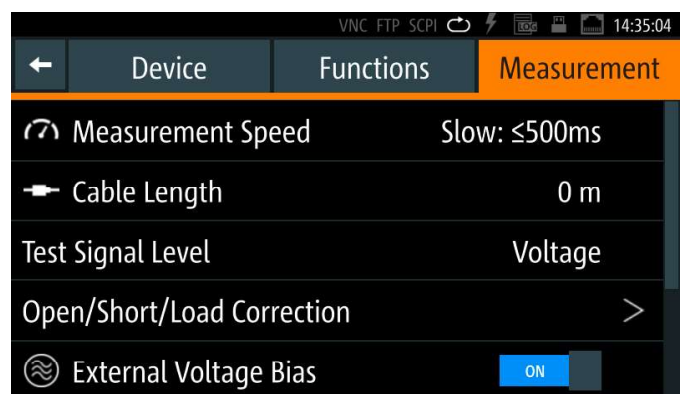 VNC FTP SCPI LOG 14:35:04
Device Functions Measurement
Measurement Speed Slow: ≤500ms
Cable Length 0 m
Test Signal Level Voltage
Open/Short/Load Correction >
External Voltage Bias ON